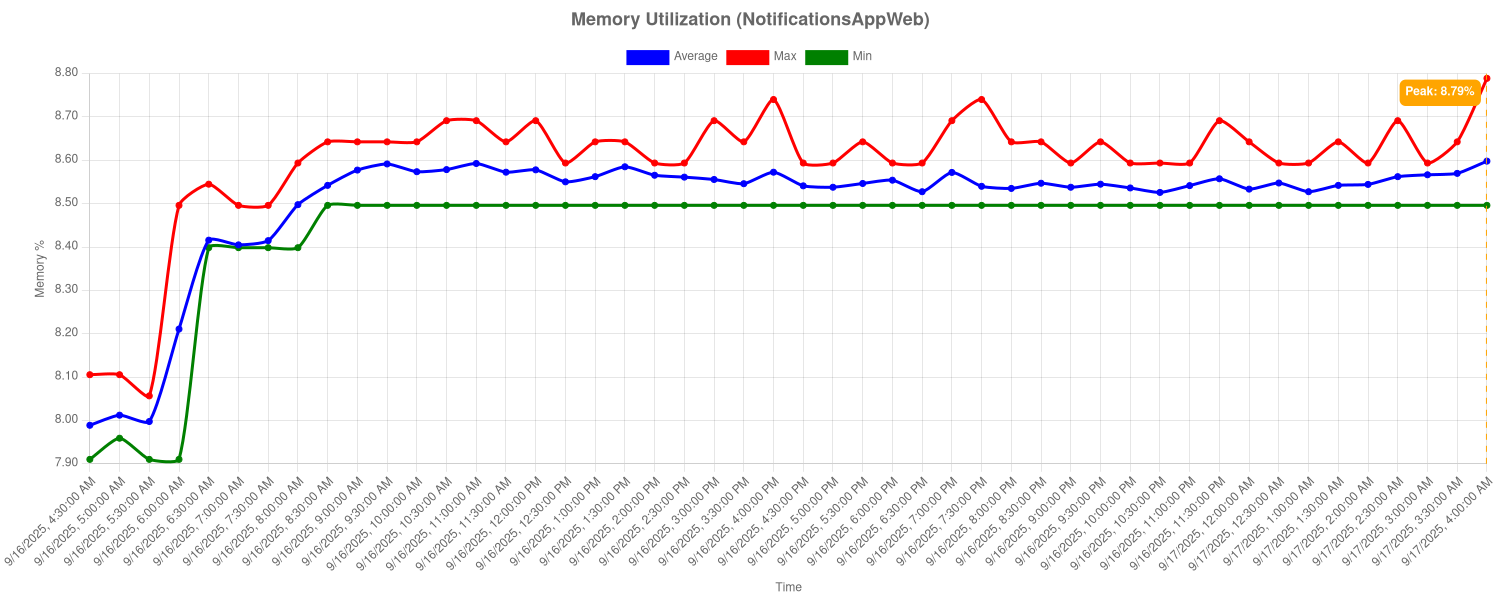 Memory Utilization (NotificationsAppWeb)
Average Max Min
8.80
Peak: 8.79%
8.70
8.60
8.50
8.40
8.30
8.20
8.10
8.00
7.90
Memory %
9/16/2025, 4:30:00 AM
9/16/2025, 5:00:00 AM
9/16/2025, 5:30:00 AM
9/16/2025, 6:00:00 AM
9/16/2025, 6:30:00 AM
9/16/2025, 7:00:00 AM
9/16/2025, 7:30:00 AM
9/16/2025, 8:00:00 AM
9/16/2025, 8:30:00 AM
9/16/2025, 9:00:00 AM
9/16/2025, 9:30:00 AM
9/16/2025, 10:00:00 AM
9/16/2025, 10:30:00 AM
9/16/2025, 11:00:00 AM
9/16/2025, 11:30:00 AM
9/16/2025, 12:00:00 PM
9/16/2025, 12:30:00 PM
9/16/2025, 1:00:00 PM
9/16/2025, 1:30:00 PM
9/16/2025, 2:00:00 PM
9/16/2025, 2:30:00 PM
9/16/2025, 3:00:00 PM
9/16/2025, 3:30:00 PM
9/16/2025, 4:00:00 PM
9/16/2025, 4:30:00 PM
9/16/2025, 5:00:00 PM
9/16/2025, 5:30:00 PM
9/16/2025, 6:00:00 PM
9/16/2025, 6:30:00 PM
9/16/2025, 7:00:00 PM
9/16/2025, 7:30:00 PM
9/16/2025, 8:00:00 PM
9/16/2025, 8:30:00 PM
9/16/2025, 9:00:00 PM
9/16/2025, 9:30:00 PM
9/16/2025, 10:00:00 PM
9/16/2025, 10:30:00 PM
9/16/2025, 11:00:00 PM
9/16/2025, 11:30:00 PM
9/17/2025, 12:00:00 AM
9/17/2025, 12:30:00 AM
9/17/2025, 1:00:00 AM
9/17/2025, 1:30:00 AM
9/17/2025, 2:00:00 AM
9/17/2025, 2:30:00 AM
9/17/2025, 3:00:00 AM
9/17/2025, 3:30:00 AM
9/17/2025, 4:00:00 AM
Time